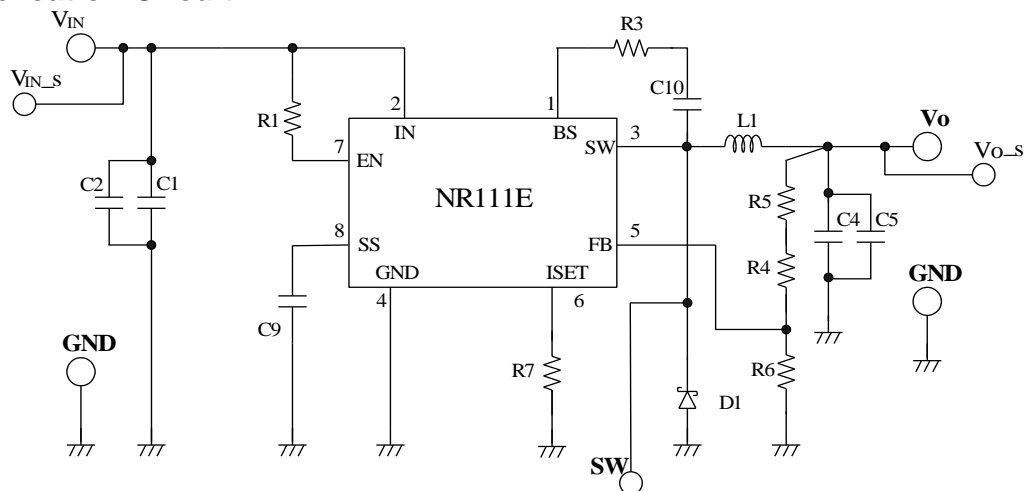 VIN
R3
VIN_S
C10
2
1
L1
Vo
R1
IN
BS
SW
3
7
EN
Vo_s
C2
C1
NR111E
R5
C4
C5
8
SS
FB
5
R4
GND
ISET
GND
4
6
C9
GND
R7
R6
D1
SW